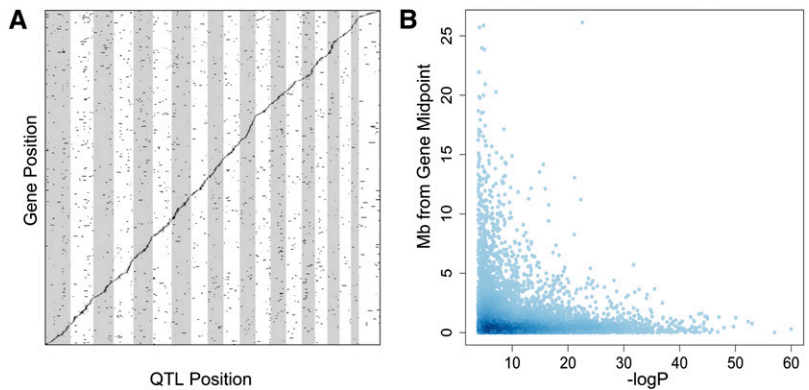 A
Gene Position
QTL Position
B
Mb from Gene Midpoint
25
20
15
10
5
0
10
20
30
40
50
60
-logP